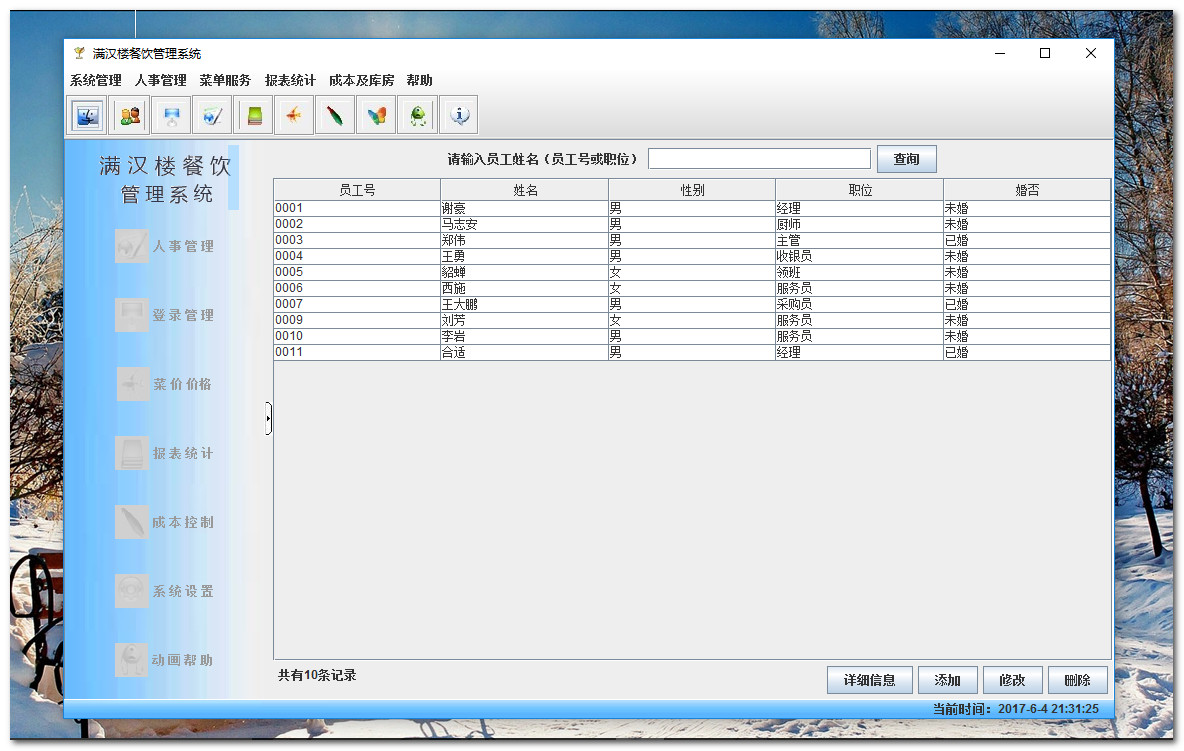 满汉楼餐饮管理系统
系统管理 人事管理 菜单服务 报表统计 成本及库房 帮助
满汉楼餐饮
管理系统
人事管理
登录管理
菜价价格
报表统计
成本控制
系统设置
动画帮助
请输入员工姓名（员工号或职位） 查询
员工号 姓名 性别 职位 婚否
0001 谢豪 男 经理 未婚
0002 马志安 男 厨师 未婚
0003 郑伟 男 主管 已婚
0004 王勇 男 收银员 未婚
0005 貂蝉 女 领班 未婚
0006 西施 女 服务员 未婚
0007 王大鹏 男 采购员 已婚
0009 刘芳 女 服务员 未婚
0010 李岩 男 服务员 未婚
0011 合适 男 经理 已婚
共有10条记录 详细信息 添加 修改 删除
当前时间：2017-6-4 21:31:25